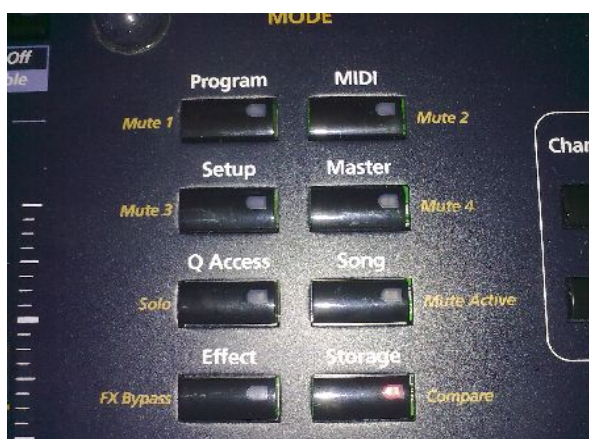 MODE
Off
Program MIDI
Mute 1 Mute 2
Setup Master
Mute 3 Mute 4
Q Access Song
Solo Mute Active
Effect Storage
FX Bypass Compare